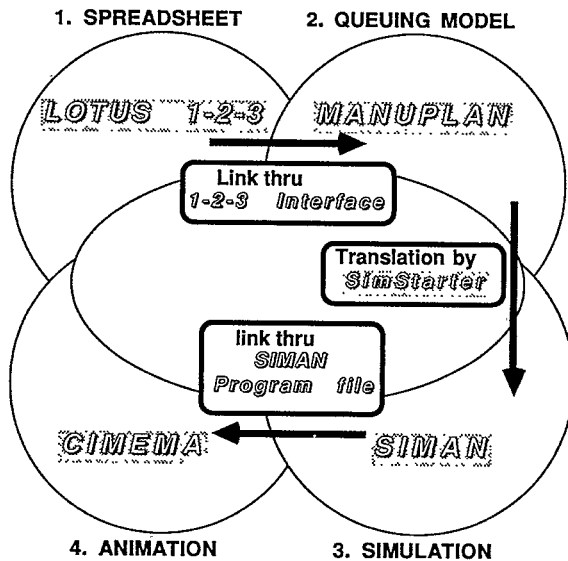 1. SPREADSHEET
2. QUEUING MODEL
LOTUS 1-2-3
MANUPLAN
Link thru
1-2-3 Interface
Translation by
SimStarter
link thru
SIMAN
Program file
CIMEMA
SIMAN
4. ANIMATION
3. SIMULATION